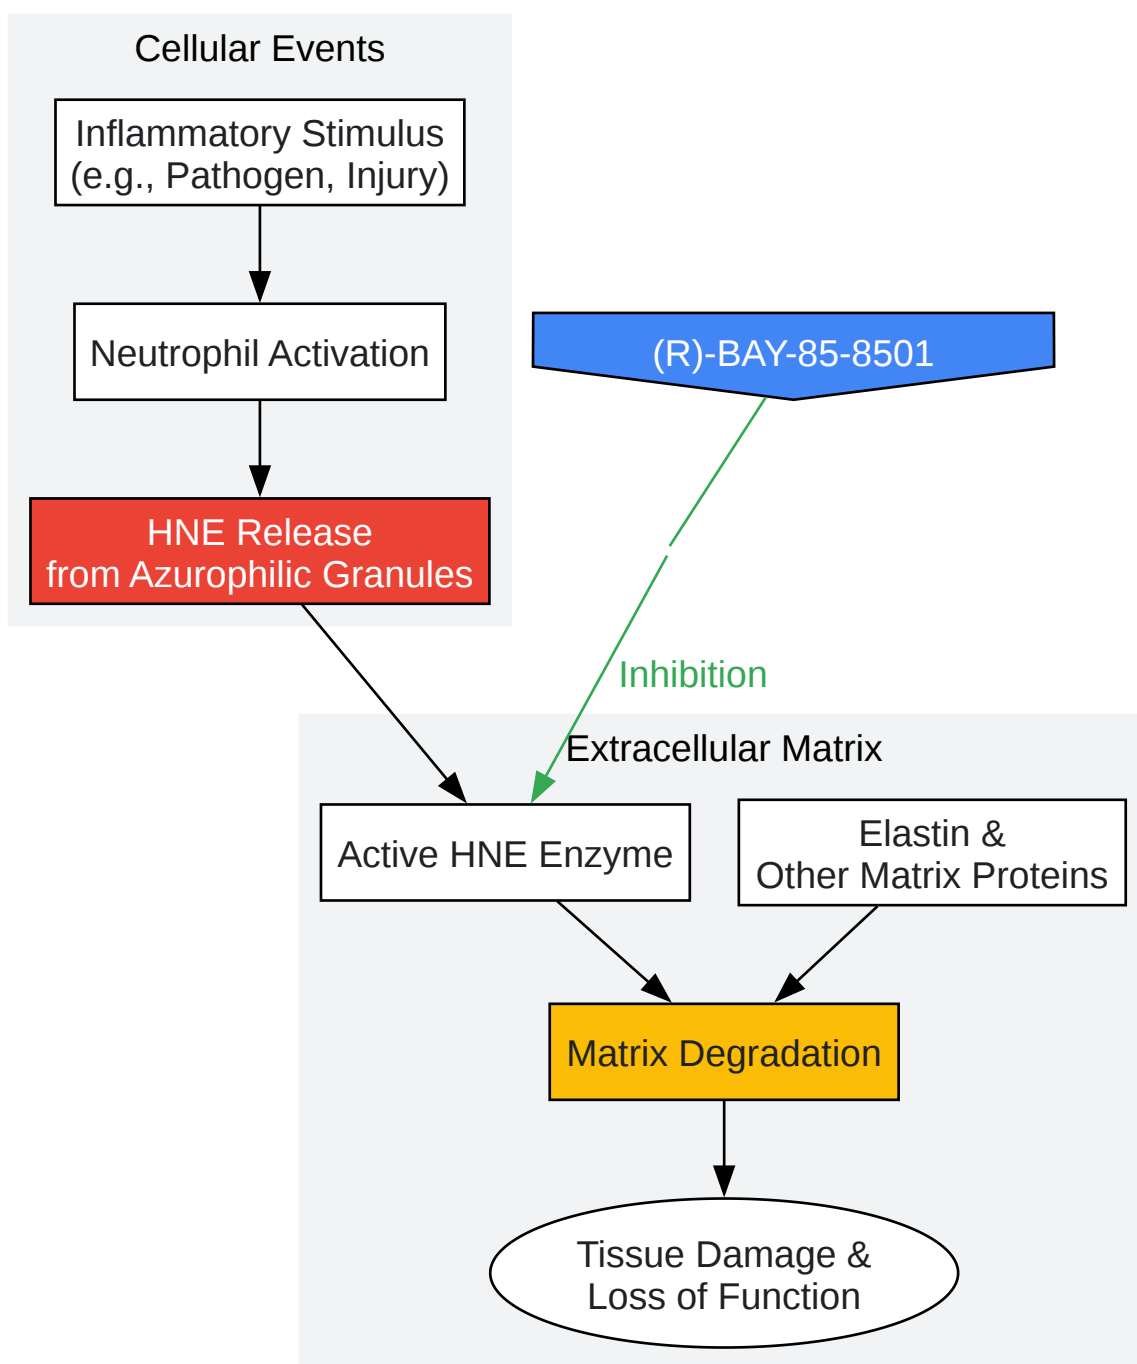 Cellular Events
Inflammatory Stimulus
(e.g., Pathogen, Injury)
Neutrophil Activation
(R)-BAY-85-8501
HNE Release
from Azurophilic Granules
Inhibition
Extracellular Matrix
Active HNE Enzyme
Elastin &
Other Matrix Proteins
Matrix Degradation
Tissue Damage &
Loss of Function